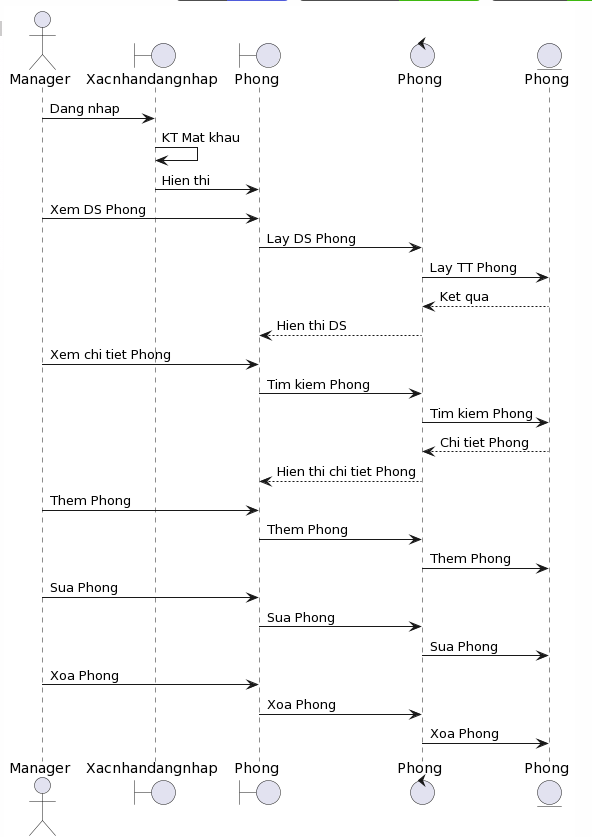 Manager Xacnhandangnhap Phong Phong Phong
Dang nhap
KT Mat khau
Hien thi
Xem DS Phong
Lay DS Phong
Lay TT Phong
Ket qua
Hien thi DS
Xem chi tiet Phong
Tim kiem Phong
Tim kiem Phong
Chi tiet Phong
Hien thi chi tiet Phong
Them Phong
Them Phong
Them Phong
Sua Phong
Sua Phong
Sua Phong
Xoa Phong
Xoa Phong
Xoa Phong
Manager Xacnhandangnhap Phong Phong Phong